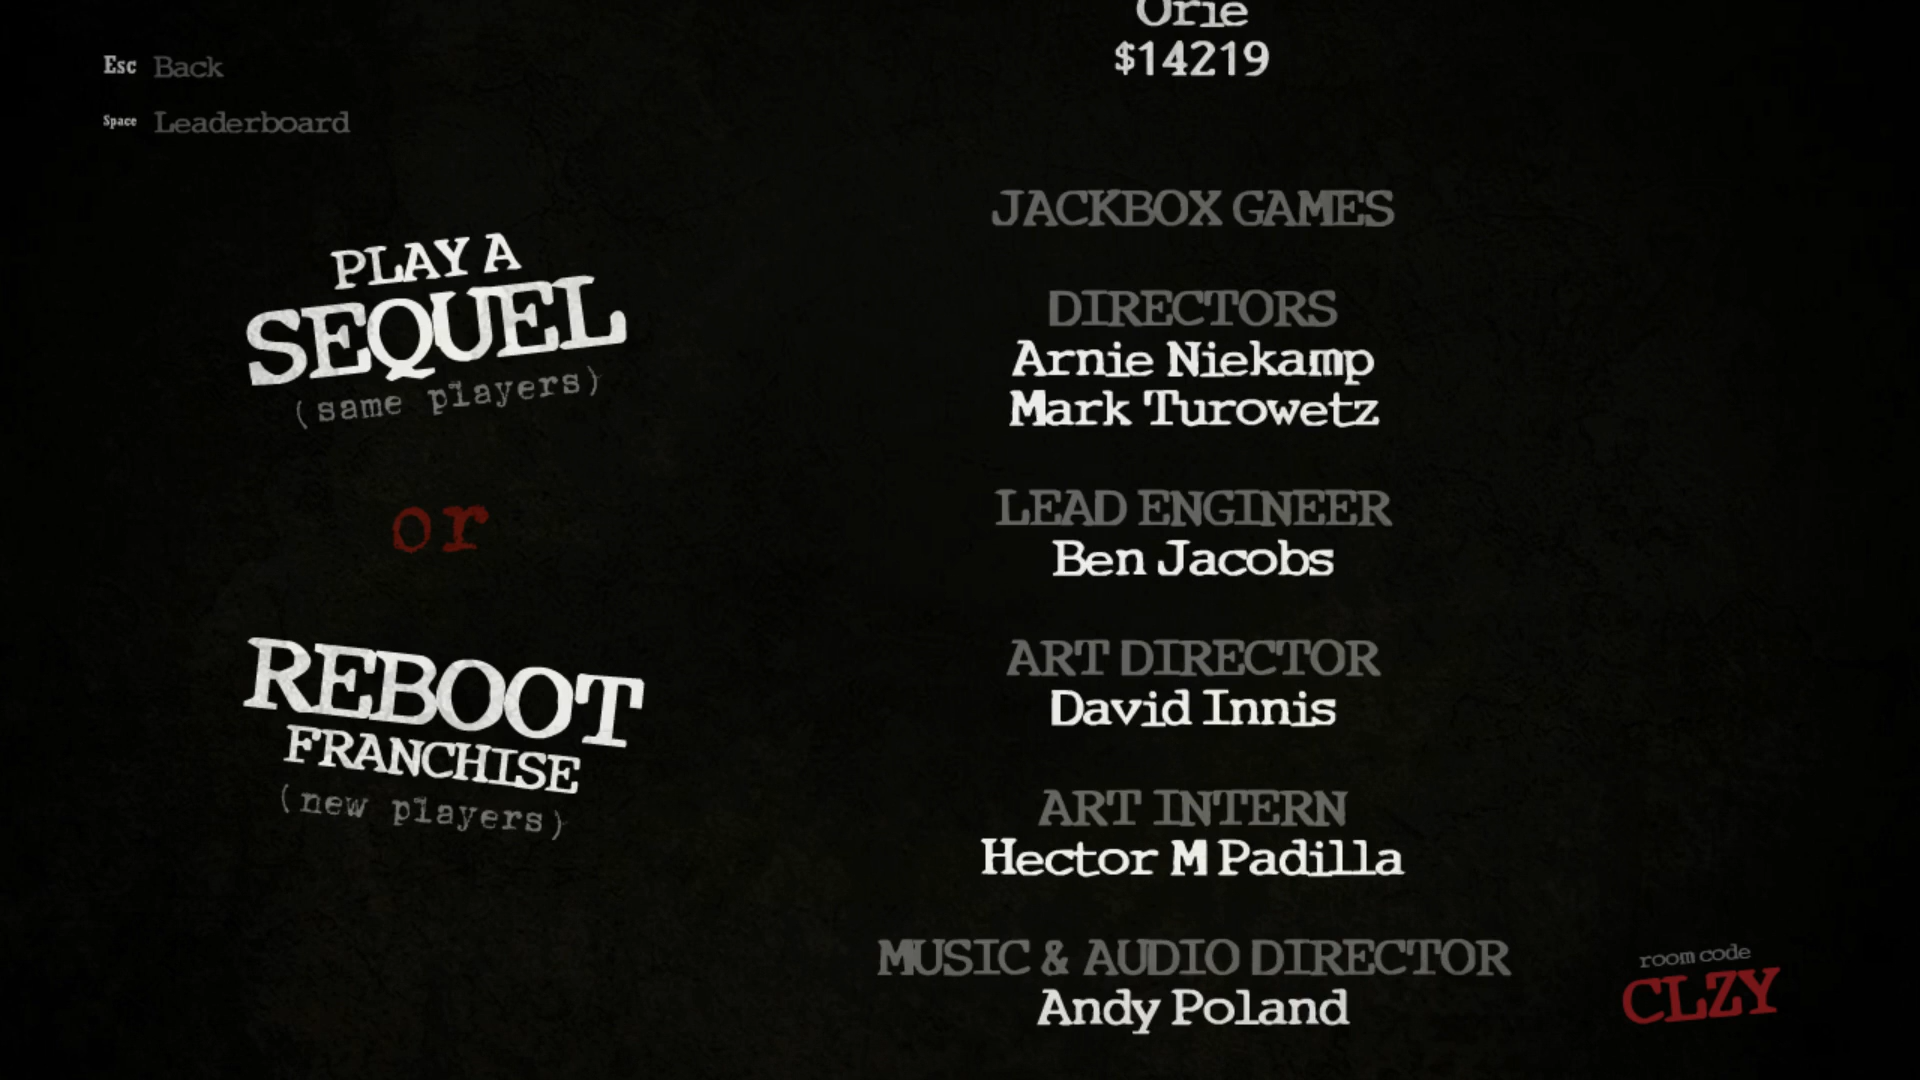 Esc Back
Space Leaderboard
PLAY A
SEQUEL
(same players)
or
REBOOT
FRANCHISE
(new players)
Orie
$14219
JACKBOX GAMES
DIRECTORS
Arnie Niekamp
Mark Turowetz
LEAD ENGINEER
Ben Jacobs
ART DIRECTOR
David Innis
ART INTERN
Hector M Padilla
MUSIC & AUDIO DIRECTOR
Andy Poland
room code
CLZY